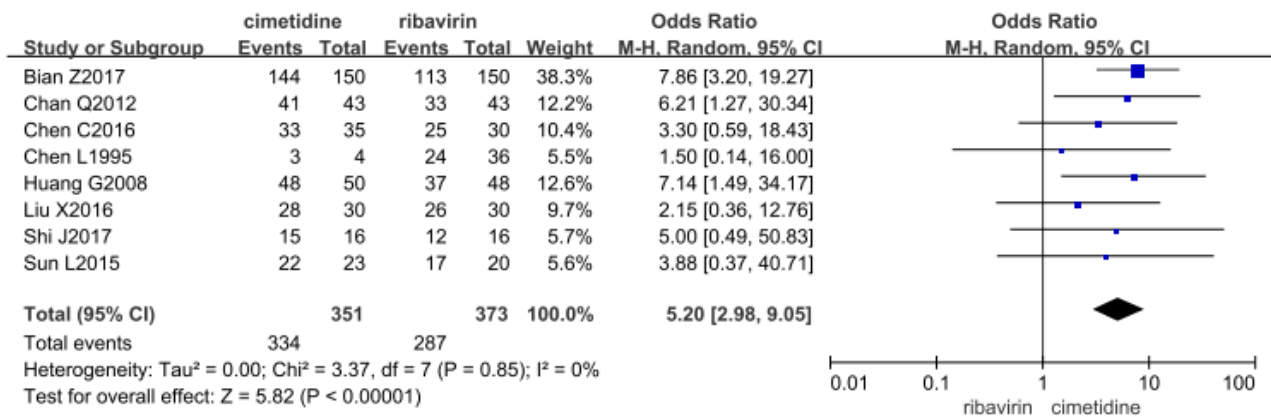 cimetidine ribavirin Odds Ratio Odds Ratio
Study or Subgroup Events Total Events Total Weight M-H, Random, 95% CI M-H, Random, 95% CI
Bian Z2017 144 150 113 150 38.3% 7.86 [3.20, 19.27]
Chan Q2012 41 43 33 43 12.2% 6.21 [1.27, 30.34]
Chen C2016 33 35 25 30 10.4% 3.30 [0.59, 18.43]
Chen L1995 3 4 24 36 5.5% 1.50 [0.14, 16.00]
Huang G2008 48 50 37 48 12.6% 7.14 [1.49, 34.17]
Liu X2016 28 30 26 30 9.7% 2.15 [0.36, 12.76]
Shi J2017 15 16 12 16 5.7% 5.00 [0.49, 50.83]
Sun L2015 22 23 17 20 5.6% 3.88 [0.37, 40.71]
Total (95% CI) 351 373 100.0% 5.20 [2.98, 9.05]
Total events 334 287
Heterogeneity: Tau² = 0.00; Chi² = 3.37, df = 7 (P = 0.85); I² = 0%
Test for overall effect: Z = 5.82 (P < 0.00001)
0.01 0.1 1 10 100
ribavirin cimetidine